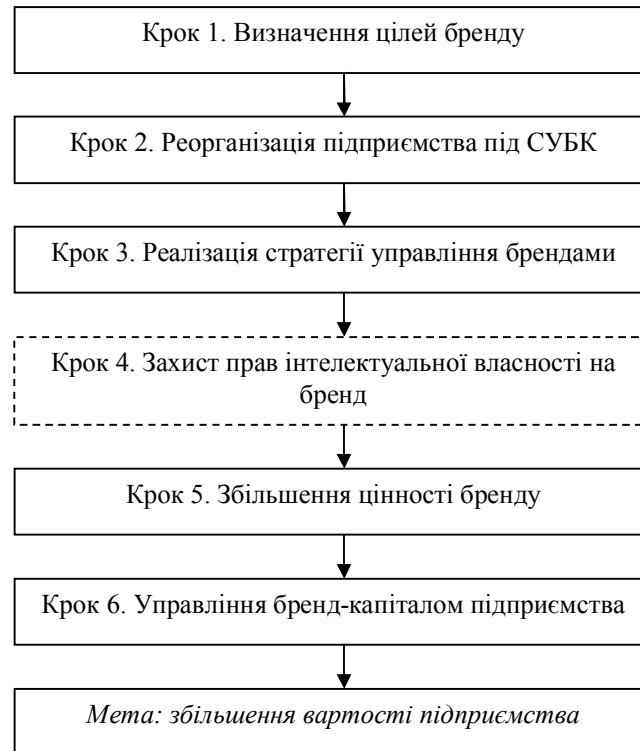 Крок 1. Визначення цілей бренду
Крок 2. Реорганізація підприємства під СУБК
Крок 3. Реалізація стратегії управління брендами
Крок 4. Захист прав інтелектуальної власності на
бренд
Крок 5. Збільшення цінності бренду
Крок 6. Управління бренд-капіталом підприємства
Мета: збільшення вартості підприємства